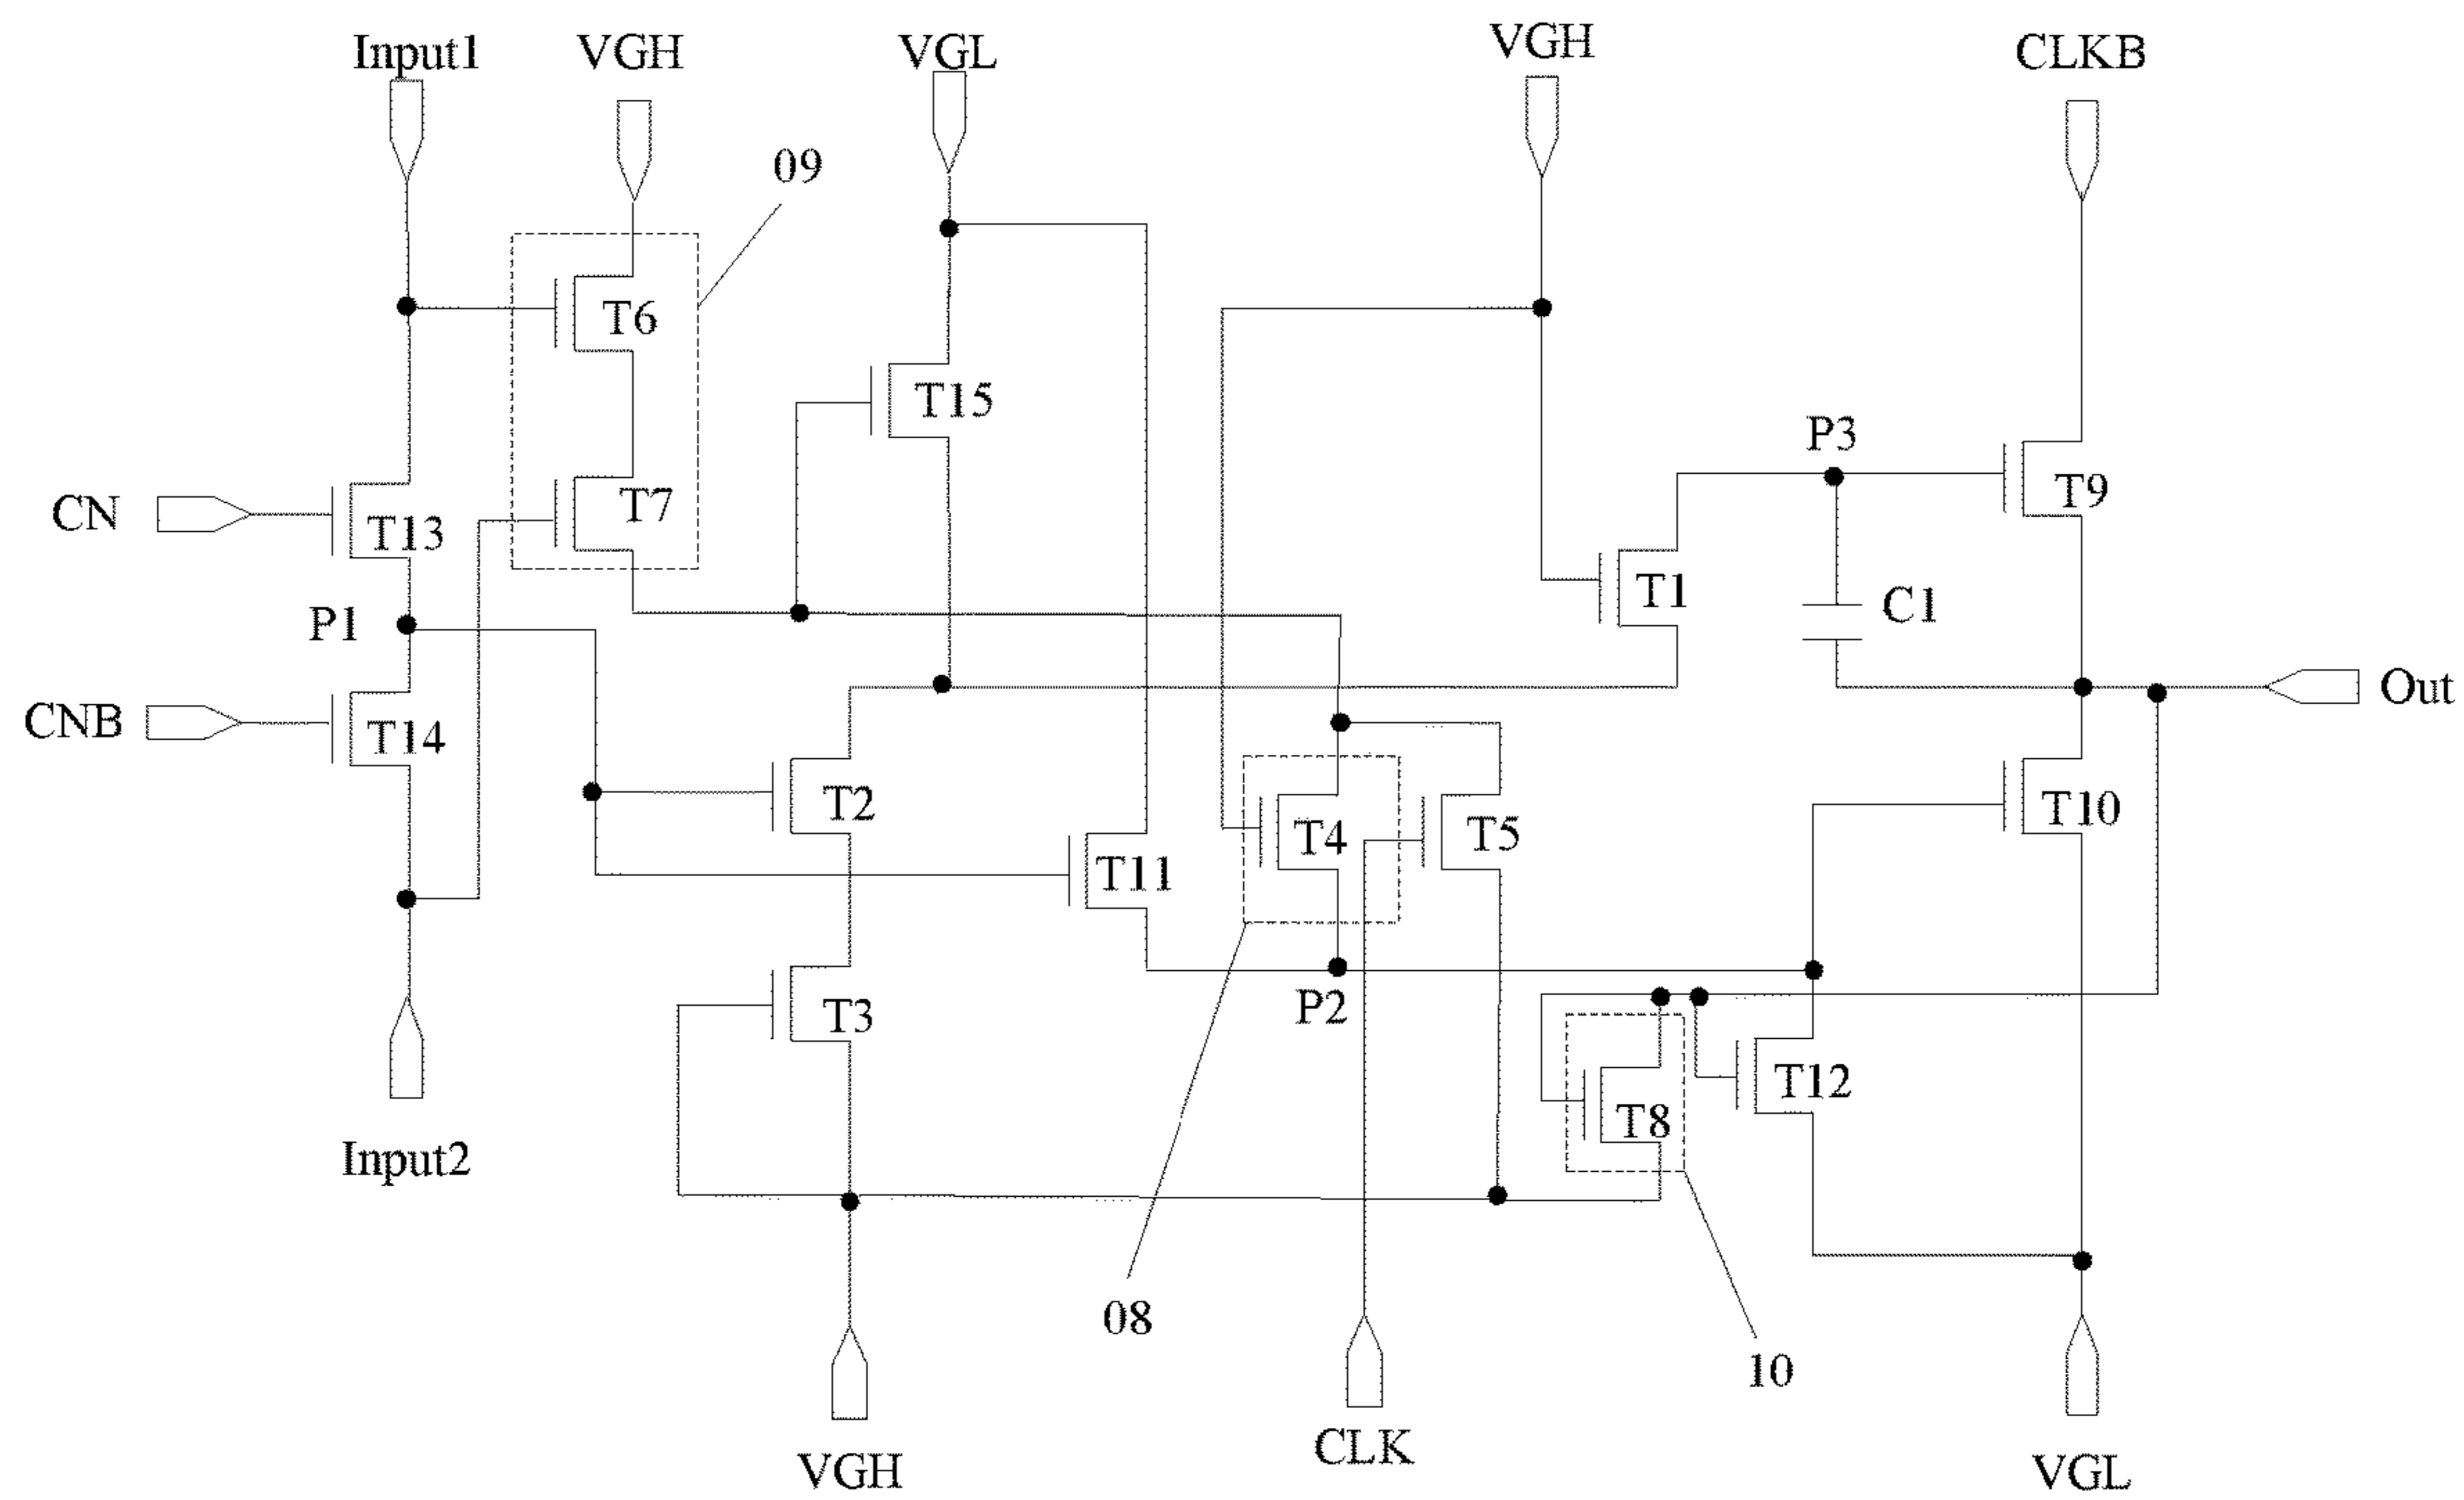 Input1
VGH
VGL
VGH
CLKB
09
T6
T15
P3
T9
T7
CN
T13
T1
C1
P1
Out
CNB
T14
T2
T4
T5
T10
T11
P2
T3
T12
T8
Input2
08
10
VGH
CLK
VGL